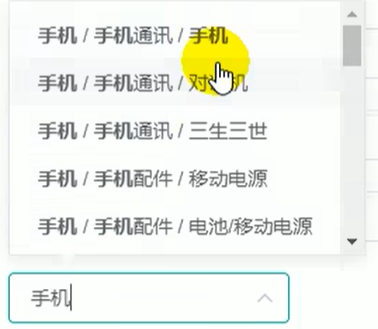 手机 / 手机通讯 / 手机
手机 / 手机通讯 / 对讲机
手机 / 手机通讯 / 三生三世
手机 / 手机配件 / 移动电源
手机 / 手机配件 / 电池/移动电源
手机